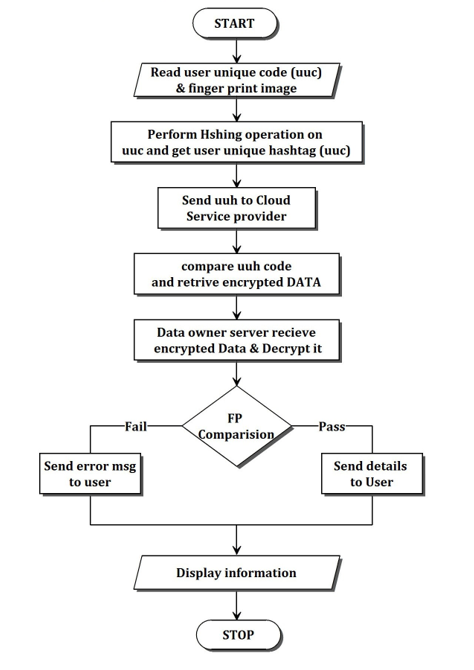 START
Read user unique code (uuc)
& finger print image
Perform Hshing operation on
uuc and get user unique hashtag (uuc)
Send uuh to Cloud
Service provider
compare uuh code
and retrive encrypted DATA
Data owner server recieve
encrypted Data & Decrypt it
FP
Comparision
Fail
Pass
Send error msg
to user
Send details
to User
Display information
STOP